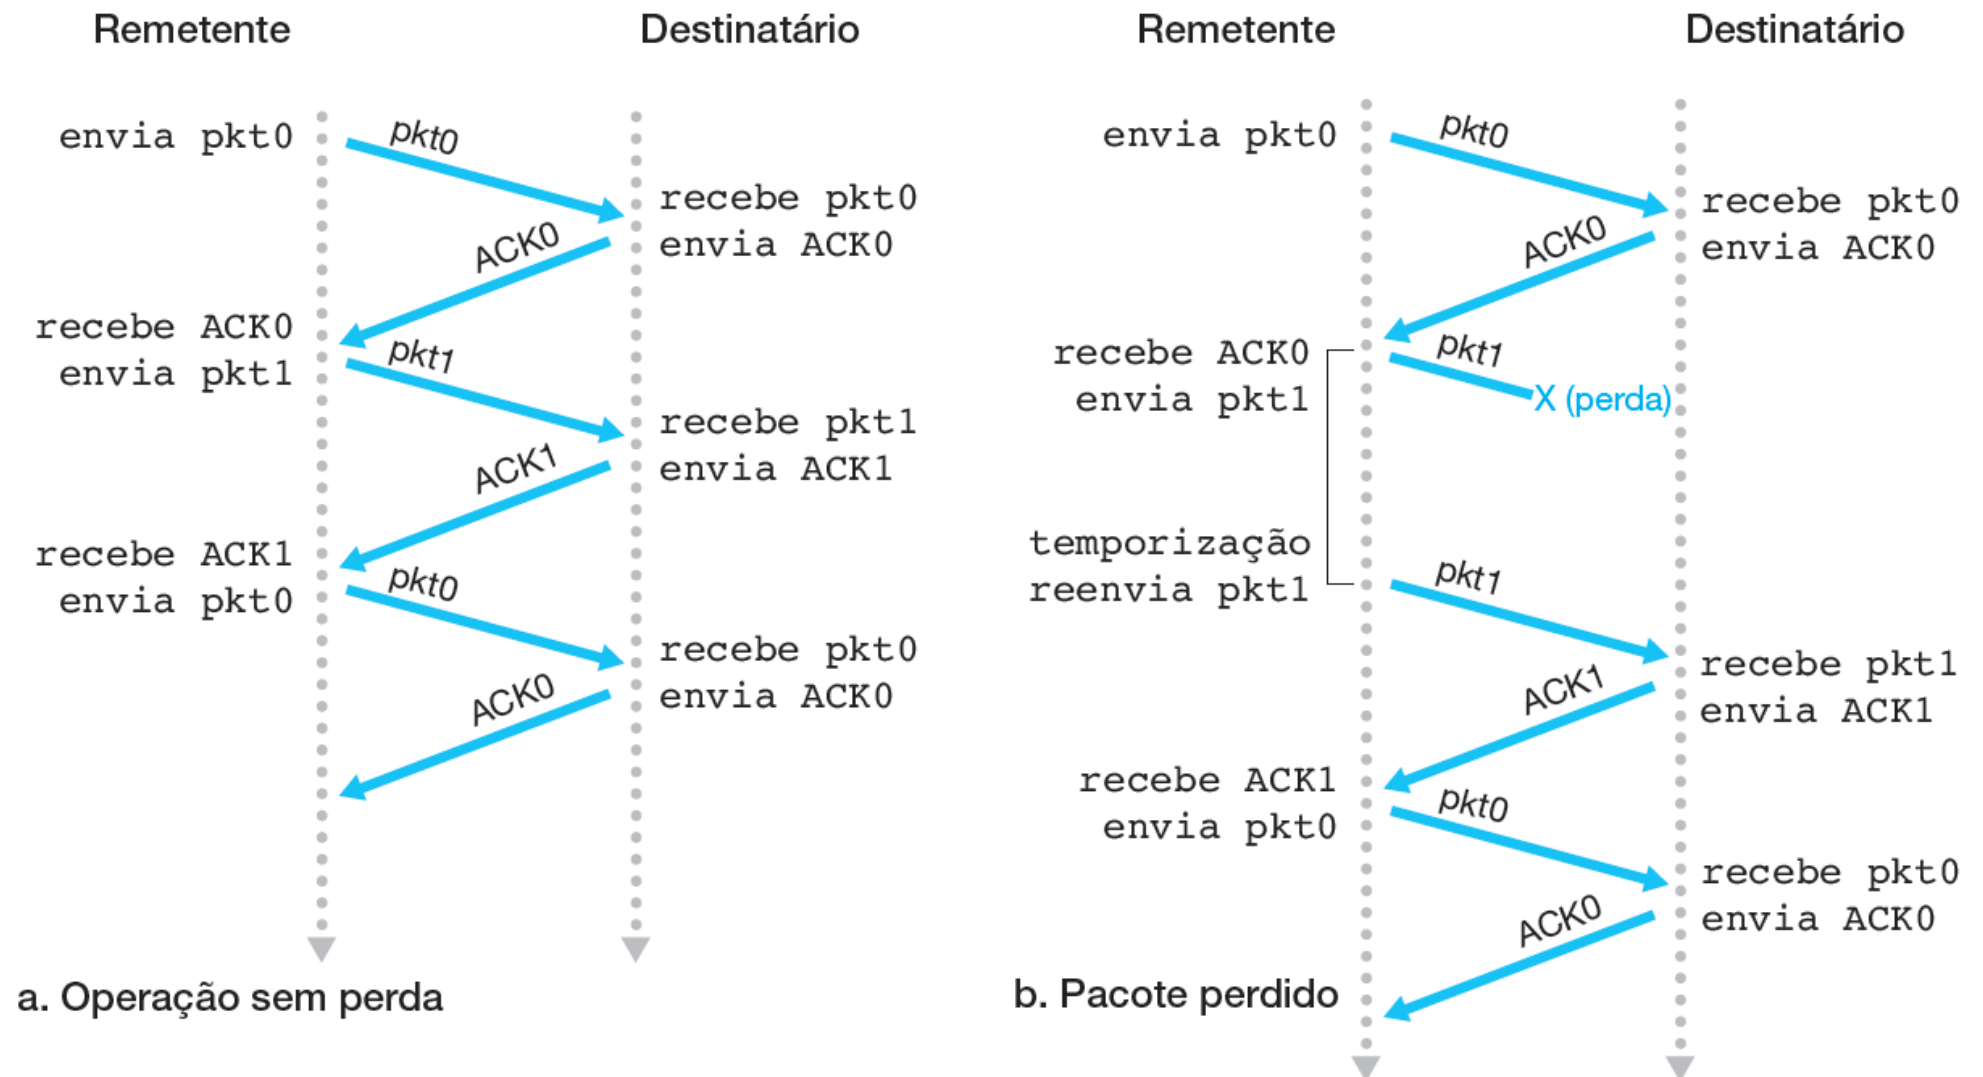 Remetente
Destinatário
envia pkt0
pkt0
recebe pkt0
envia ACK0
ACK0
recebe ACK0
envia pkt1
pkt1
recebe pkt1
envia ACK1
ACK1
recebe ACK1
envia pkt0
pkt0
recebe pkt0
envia ACK0
ACK0
a. Operação sem perda
Remetente
Destinatário
envia pkt0
pkt0
recebe pkt0
envia ACK0
ACK0
recebe ACK0
envia pkt1
pkt1
X (perda)
temporização
reenvia pkt1
pkt1
recebe pkt1
envia ACK1
ACK1
recebe ACK1
envia pkt0
pkt0
recebe pkt0
envia ACK0
ACK0
b. Pacote perdido